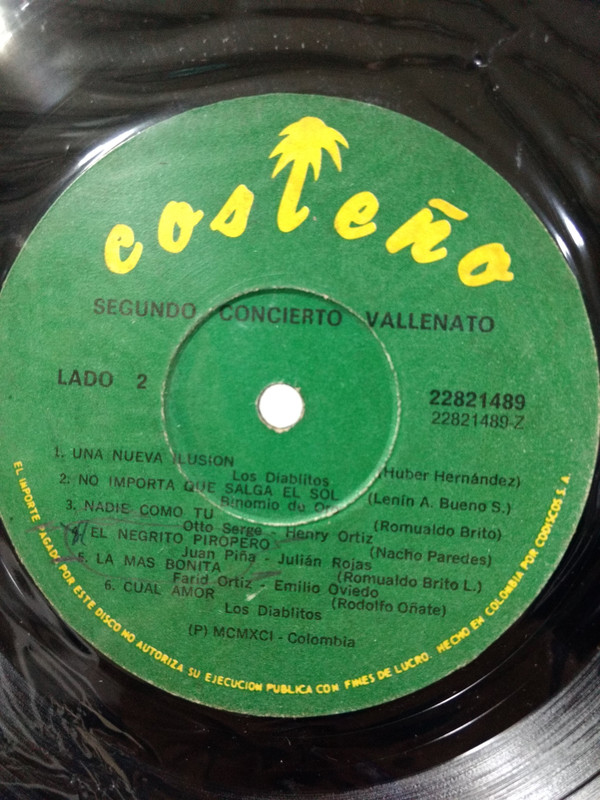 costeño
SEGUNDO CONCIERTO VALLENATO
LADO 2
22821489
22821489-Z
1. UNA NUEVA ILUSION
Los Diablitos (Huber Hernández)
2. NO IMPORTA QUE SALGA EL SOL
Binomio de Oro (Lenín A. Bueno S.)
3. NADIE COMO TU
Otto Serge - Henry Ortiz (Romualdo Brito)
EL NEGRITO PIROPERO
Juan Piña - Julián Rojas (Nacho Paredes)
5. LA MAS BONITA
Farid Ortiz - Emilio Oviedo (Romualdo Brito L.)
6. CUAL AMOR
Los Diablitos (Rodolfo Oñate)
(P) MCMXCI - Colombia
EL IMPORTE PAGADO POR ESTE DISCO NO AUTORIZA SU EJECUCION PUBLICA CON FINES DE LUCRO. HECHO EN COLOMBIA POR CODISCOS S.A.